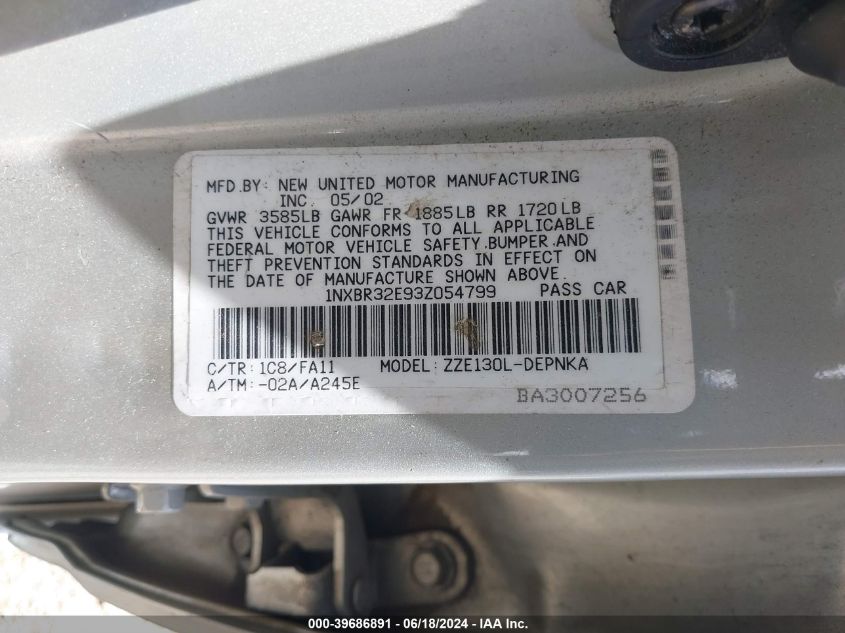 MFD.BY: NEW UNITED MOTOR MANUFACTURING
INC. 05/02
GVWR 3585LB GAWR FR 1885LB RR 1720LB
THIS VEHICLE CONFORMS TO ALL APPLICABLE
FEDERAL MOTOR VEHICLE SAFETY.BUMPER.AND
THEFT PREVENTION STANDARDS IN EFFECT ON
THE DATE OF MANUFACTURE SHOWN ABOVE.
1NXBR32E93Z054799 PASS CAR
C/TR: 1C8/FA11 MODEL: ZZE130L-DEPNKA
A/TM: -02A/A245E
BA3007256
000-39686891 - 06/18/2024 - IAA Inc.